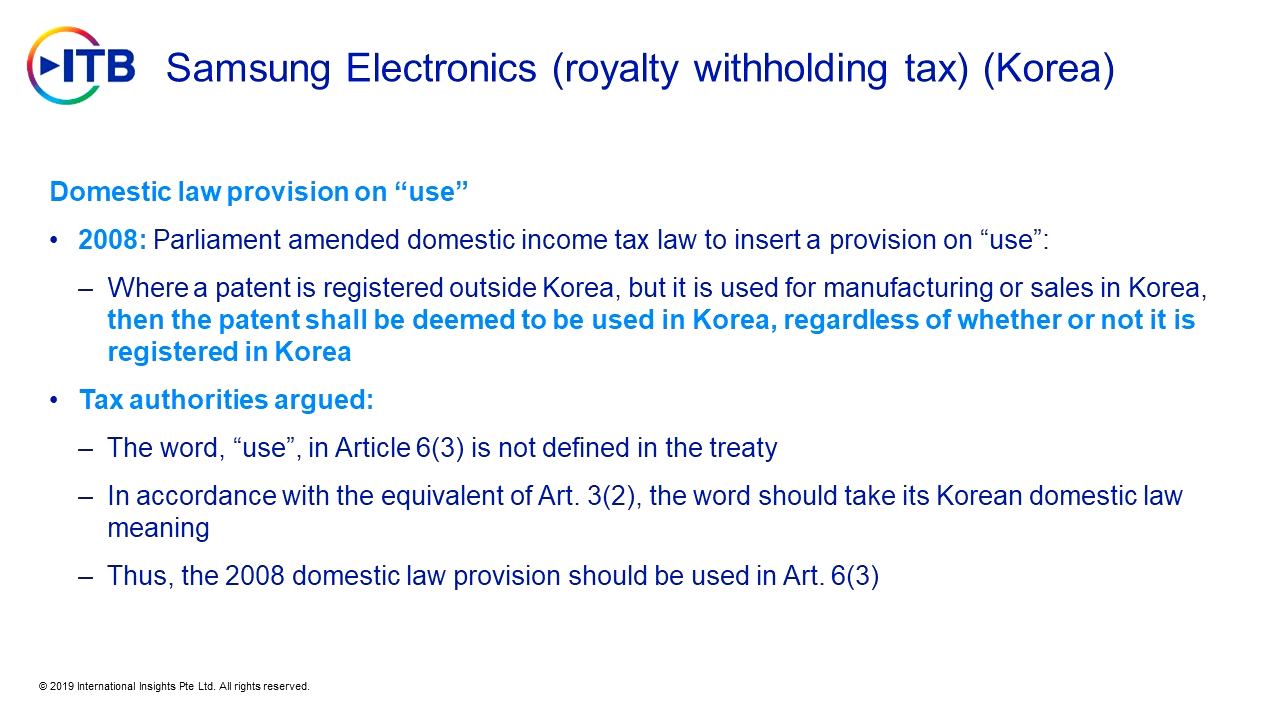 ITB
Samsung Electronics (royalty withholding tax) (Korea)
Domestic law provision on “use”
• 2008: Parliament amended domestic income tax law to insert a provision on “use”:
– Where a patent is registered outside Korea, but it is used for manufacturing or sales in Korea,
then the patent shall be deemed to be used in Korea, regardless of whether or not it is
registered in Korea
• Tax authorities argued:
– The word, “use”, in Article 6(3) is not defined in the treaty
– In accordance with the equivalent of Art. 3(2), the word should take its Korean domestic law
meaning
– Thus, the 2008 domestic law provision should be used in Art. 6(3)
© 2019 International Insights Pte Ltd. All rights reserved.